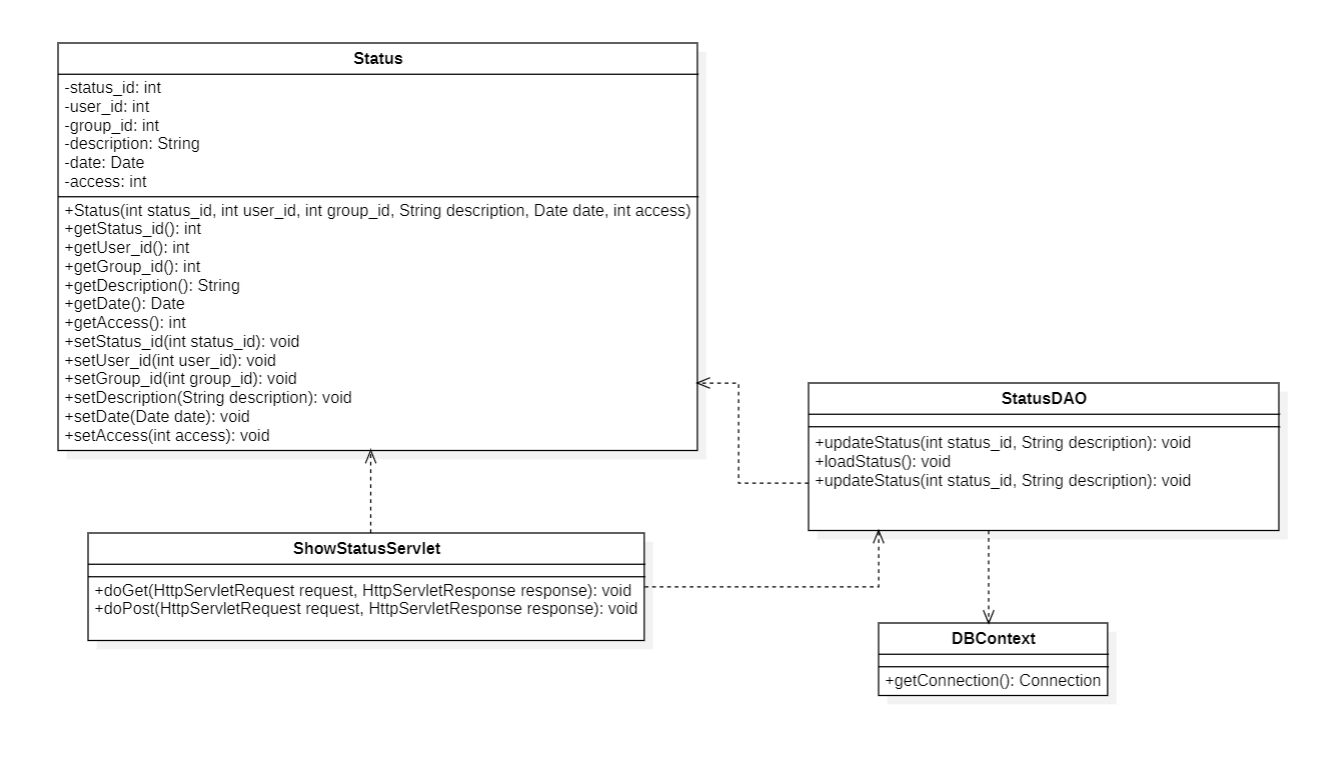 Status
-status_id: int
-user_id: int
-group_id: int
-description: String
-date: Date
-access: int
+Status(int status_id, int user_id, int group_id, String description, Date date, int access)
+getStatus_id(): int
+getUser_id(): int
+getGroup_id(): int
+getDescription(): String
+getDate(): Date
+getAccess(): int
+setStatus_id(int status_id): void
+setUser_id(int user_id): void
+setGroup_id(int group_id): void
+setDescription(String description): void
+setDate(Date date): void
+setAccess(int access): void
StatusDAO
+updateStatus(int status_id, String description): void
+loadStatus(): void
+updateStatus(int status_id, String description): void
ShowStatusServlet
+doGet(HttpServletRequest request, HttpServletResponse response): void
+doPost(HttpServletRequest request, HttpServletResponse response): void
DBContext
+getConnection(): Connection